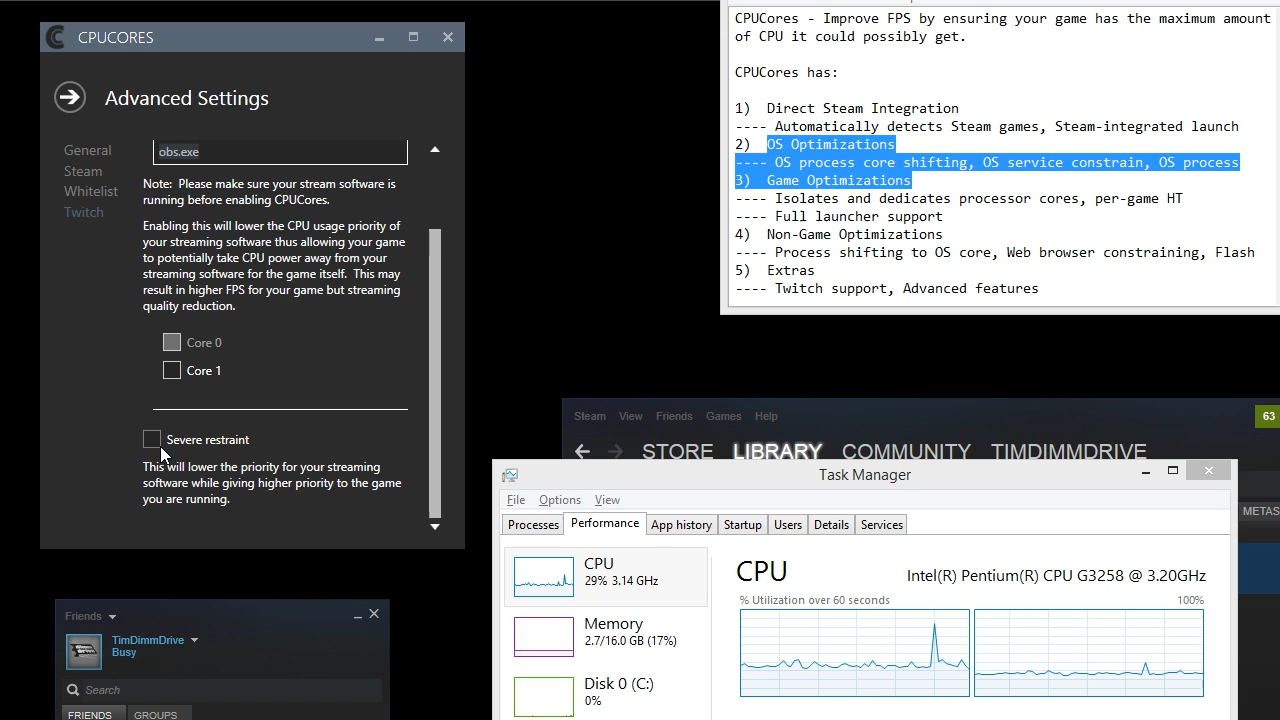 CPUCORES
Advanced Settings
General
Steam
Whitelist
Twitch
obs.exe
Note: Please make sure your stream software is
running before enabling CPUCores.
Enabling this will lower the CPU usage priority of
your streaming software thus allowing your game
to potentially take CPU power away from your
streaming software for the game itself. This may
result in higher FPS for your game but streaming
quality reduction.
Core 0
Core 1
Severe restraint
This will lower the priority for your streaming
software while giving higher priority to the game
you are running.
CPUCores - Improve FPS by ensuring your game has the maximum amount
of CPU it could possibly get.
CPUCores has:
1) Direct Steam Integration
---- Automatically detects Steam games, Steam-integrated launch
2) OS Optimizations
---- OS process core shifting, OS service constrain, OS process
3) Game Optimizations
---- Isolates and dedicates processor cores, per-game HT
---- Full launcher support
4) Non-Game Optimizations
---- Process shifting to OS core, Web browser constraining, Flash
5) Extras
---- Twitch support, Advanced features
Steam View Friends Games Help
63
STORE LIBRARY COMMUNITY TIMDIMMDRIVE
METAS
Task Manager
File Options View
Processes Performance App history Startup Users Details Services
CPU
29% 3.14 GHz
Memory
2.7/16.0 GB (17%)
Disk 0 (C:)
0%
CPU Intel(R) Pentium(R) CPU G3258 @ 3.20GHz
% Utilization over 60 seconds 100%
Friends
TimDimmDrive
Busy
Search
FRIENDS GROUPS